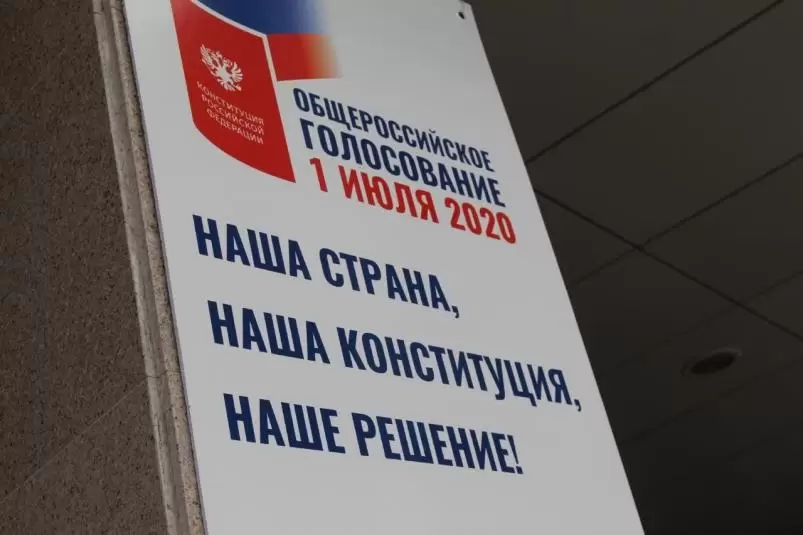 КОНСТИТУЦИЯ
РОССИЙСКОЙ
ФЕДЕРАЦИИ
ОБЩЕРОССИЙСКОЕ
ГОЛОСОВАНИЕ
1 ИЮЛЯ 2020
НАША СТРАНА,
НАША КОНСТИТУЦИЯ,
НАШЕ РЕШЕНИЕ!